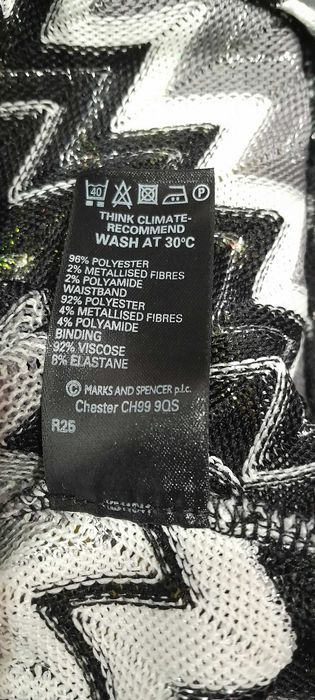 40 P
THINK CLIMATE-
RECOMMEND
WASH AT 30°C
96% POLYESTER
2% METALLISED FIBRES
2% POLYAMIDE
WAISTBAND
92% POLYESTER
4% METALLISED FIBRES
4% POLYAMIDE
BINDING
92% VISCOSE
8% ELASTANE
© MARKS AND SPENCER p.l.c.
Chester CH99 9QS
R25